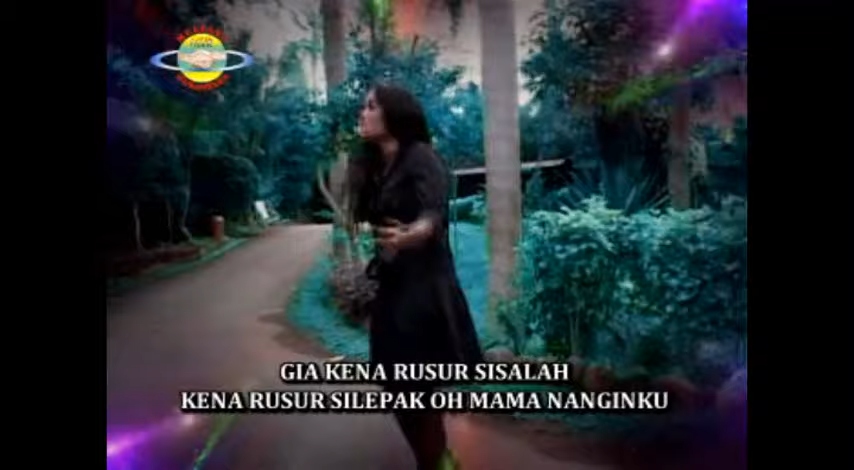 GIA KENA RUSUR SISALAH
KENA RUSUR SILEPAK OH MAMA NANGINKU